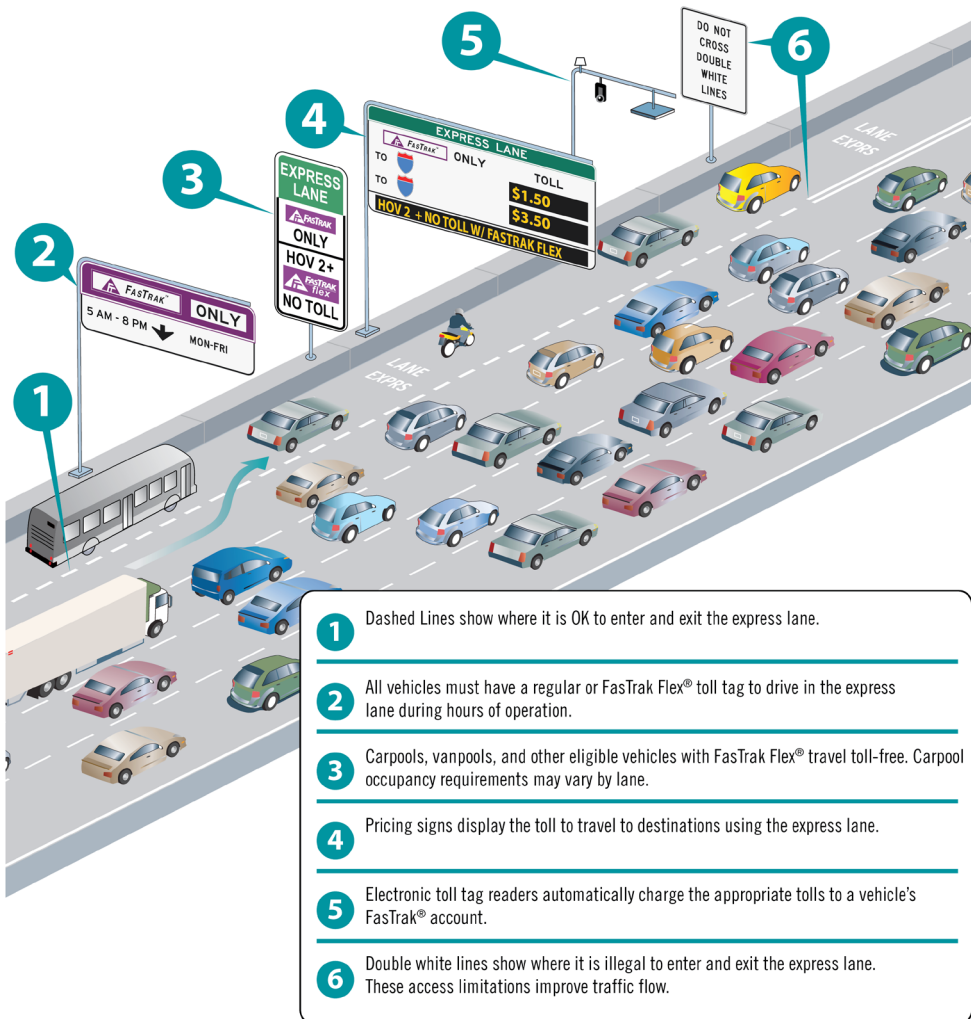 DO NOT
CROSS
DOUBLE
WHITE
LINES
6
5
4
EXPRESS LANE
FASTRAK™ ONLY
TO
TOLL
TO
$1.50
$3.50
HOV 2 + NO TOLL W/ FASTRAK FLEX
3
EXPRESS
LANE
FASTRAK
ONLY
HOV 2+
FASTRAK
flex
NO TOLL
2
FASTRAK™ ONLY
5 AM - 8 PM MON-FRI
1
LANE
EXPRS
LANE
EXPRS
1 Dashed Lines show where it is OK to enter and exit the express lane.
2 All vehicles must have a regular or FasTrak Flex® toll tag to drive in the express
lane during hours of operation.
3 Carpools, vanpools, and other eligible vehicles with FasTrak Flex® travel toll-free. Carpool
occupancy requirements may vary by lane.
4 Pricing signs display the toll to travel to destinations using the express lane.
5 Electronic toll tag readers automatically charge the appropriate tolls to a vehicle’s
FasTrak® account.
6 Double white lines show where it is illegal to enter and exit the express lane.
These access limitations improve traffic flow.